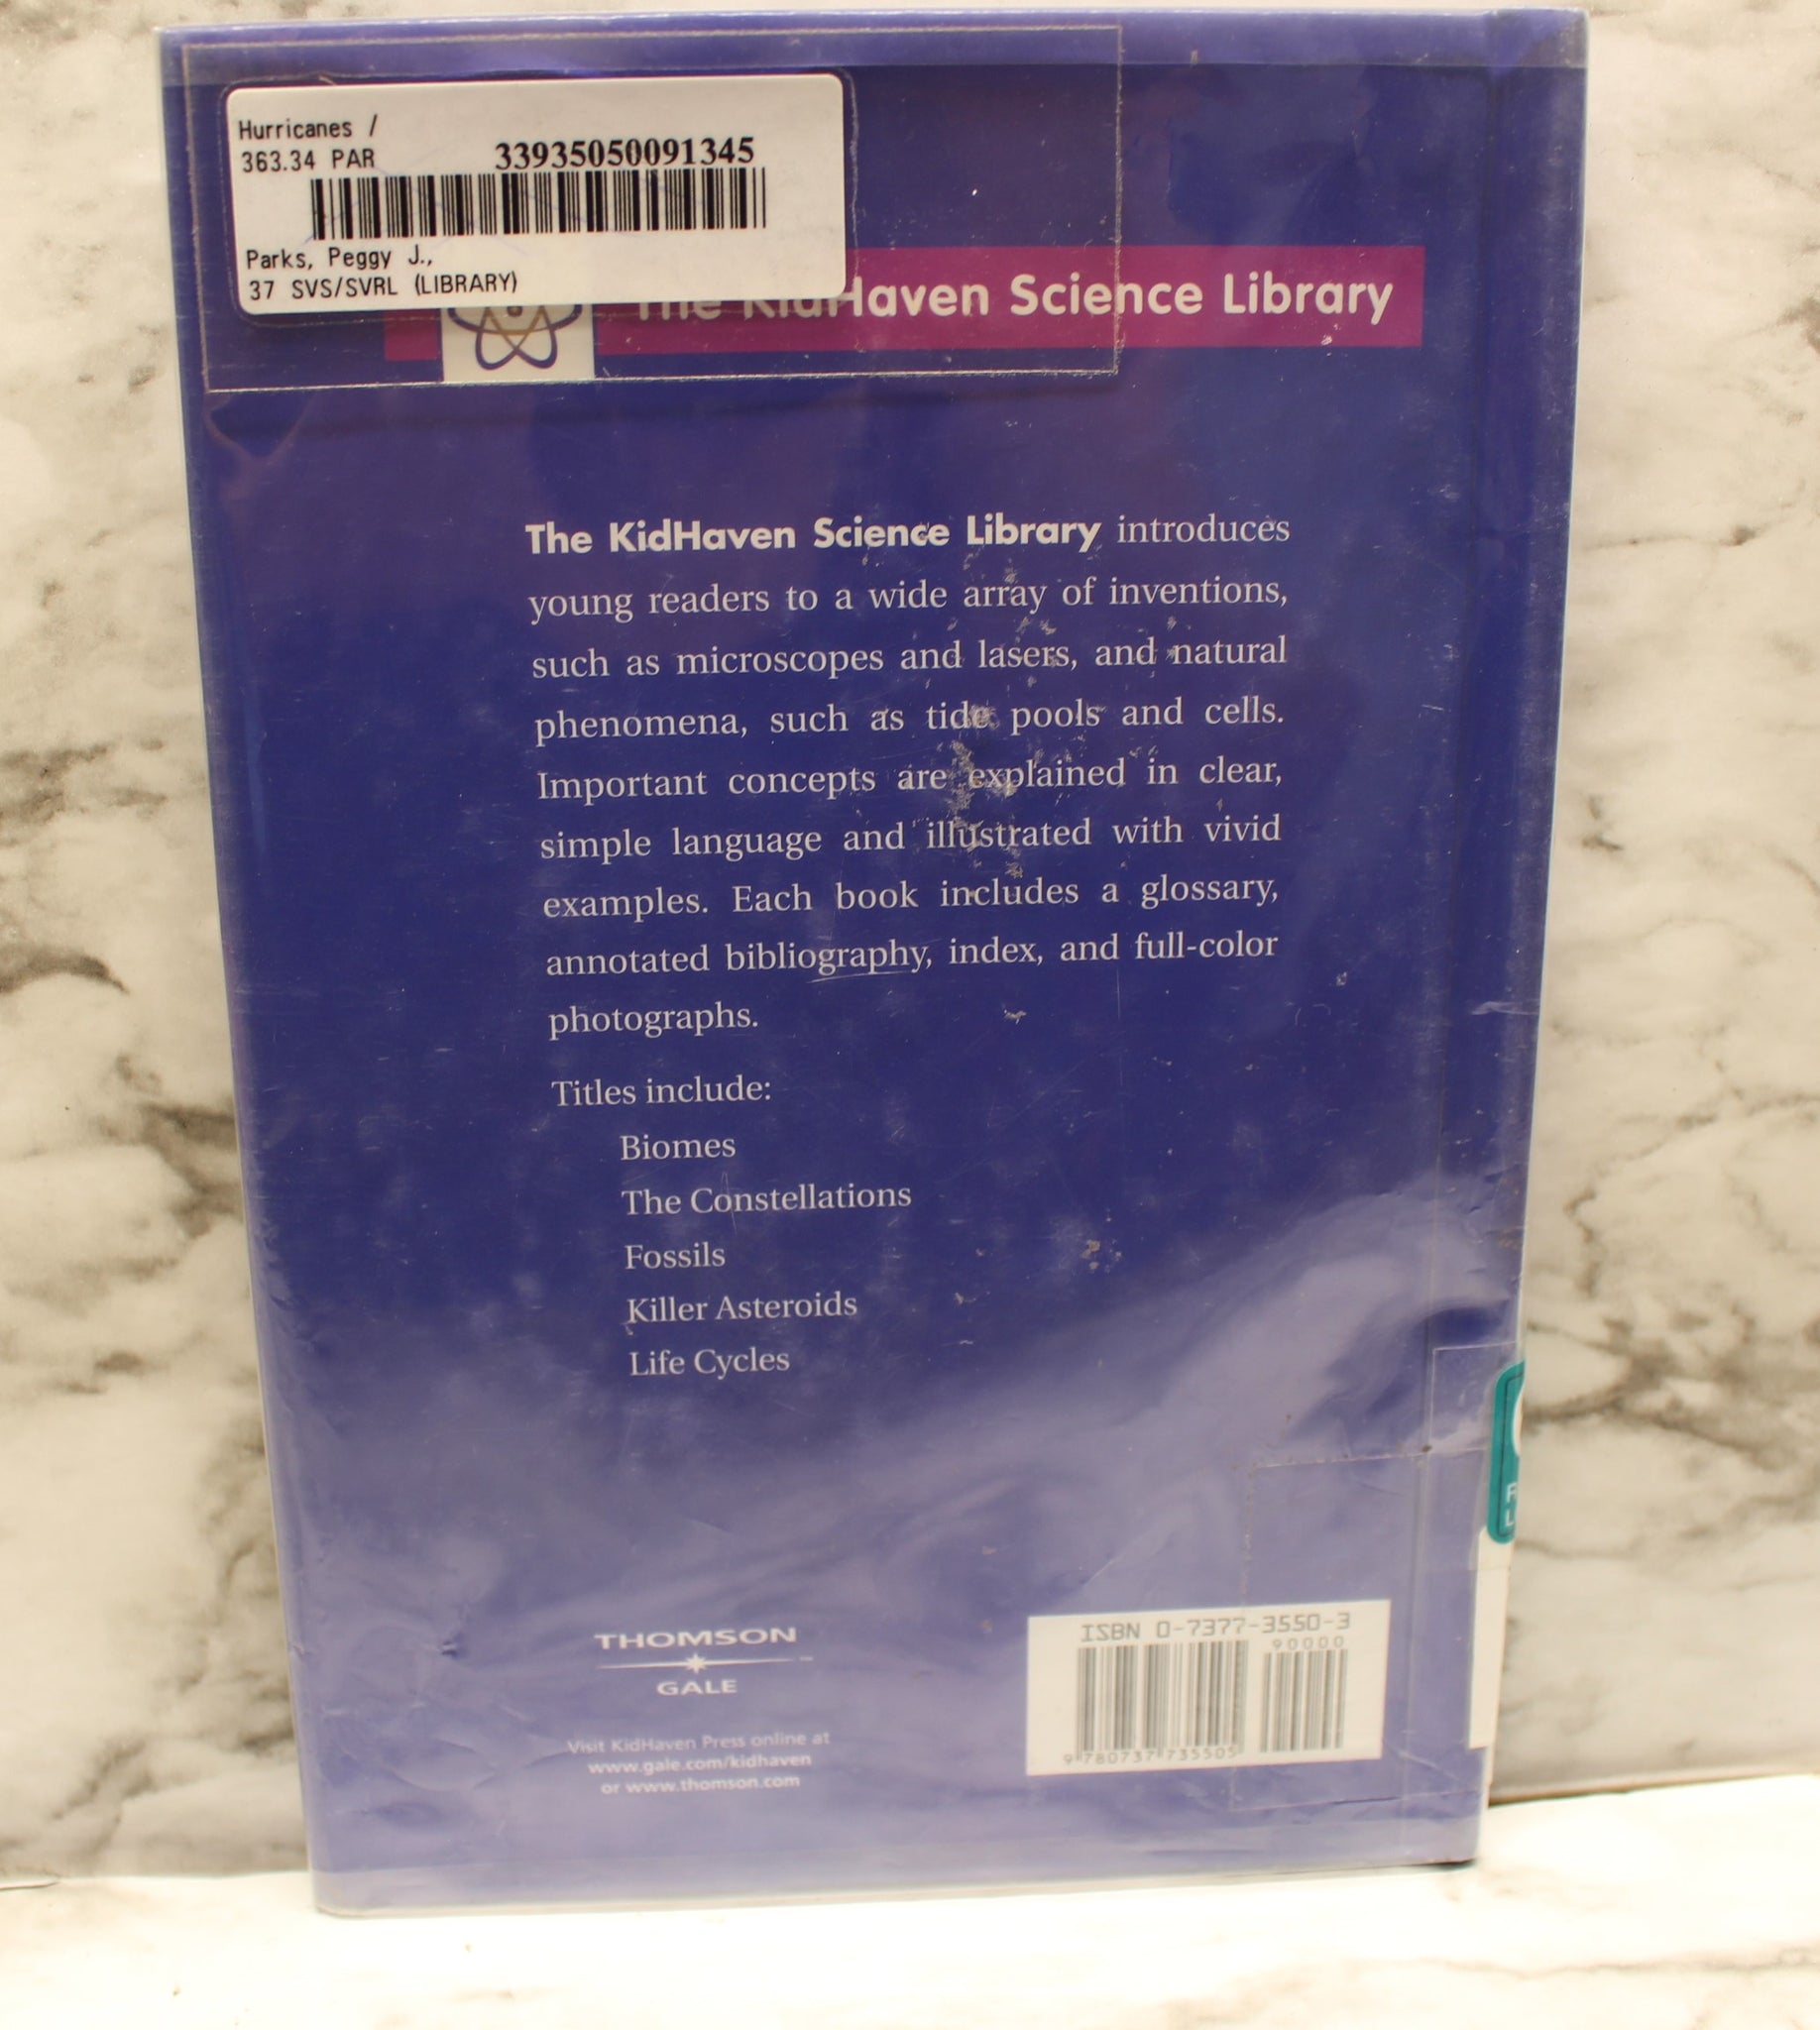 Hurricanes /
363.34 PAR 33935050091345
Parks, Peggy J.,
37 SVS/SVRL (LIBRARY)
The KidHaven Science Library
The KidHaven Science Library introduces
young readers to a wide array of inventions,
such as microscopes and lasers, and natural
phenomena, such as tide pools and cells.
Important concepts are explained in clear,
simple language and illustrated with vivid
examples. Each book includes a glossary,
annotated bibliography, index, and full-color
photographs.
Titles include:
Biomes
The Constellations
Fossils
Killer Asteroids
Life Cycles
THOMSON
GALE
Visit KidHaven Press online at
www.gale.com/kidhaven
or www.thomson.com
ISBN 0-7377-3550-3
90000
9 780737 735505